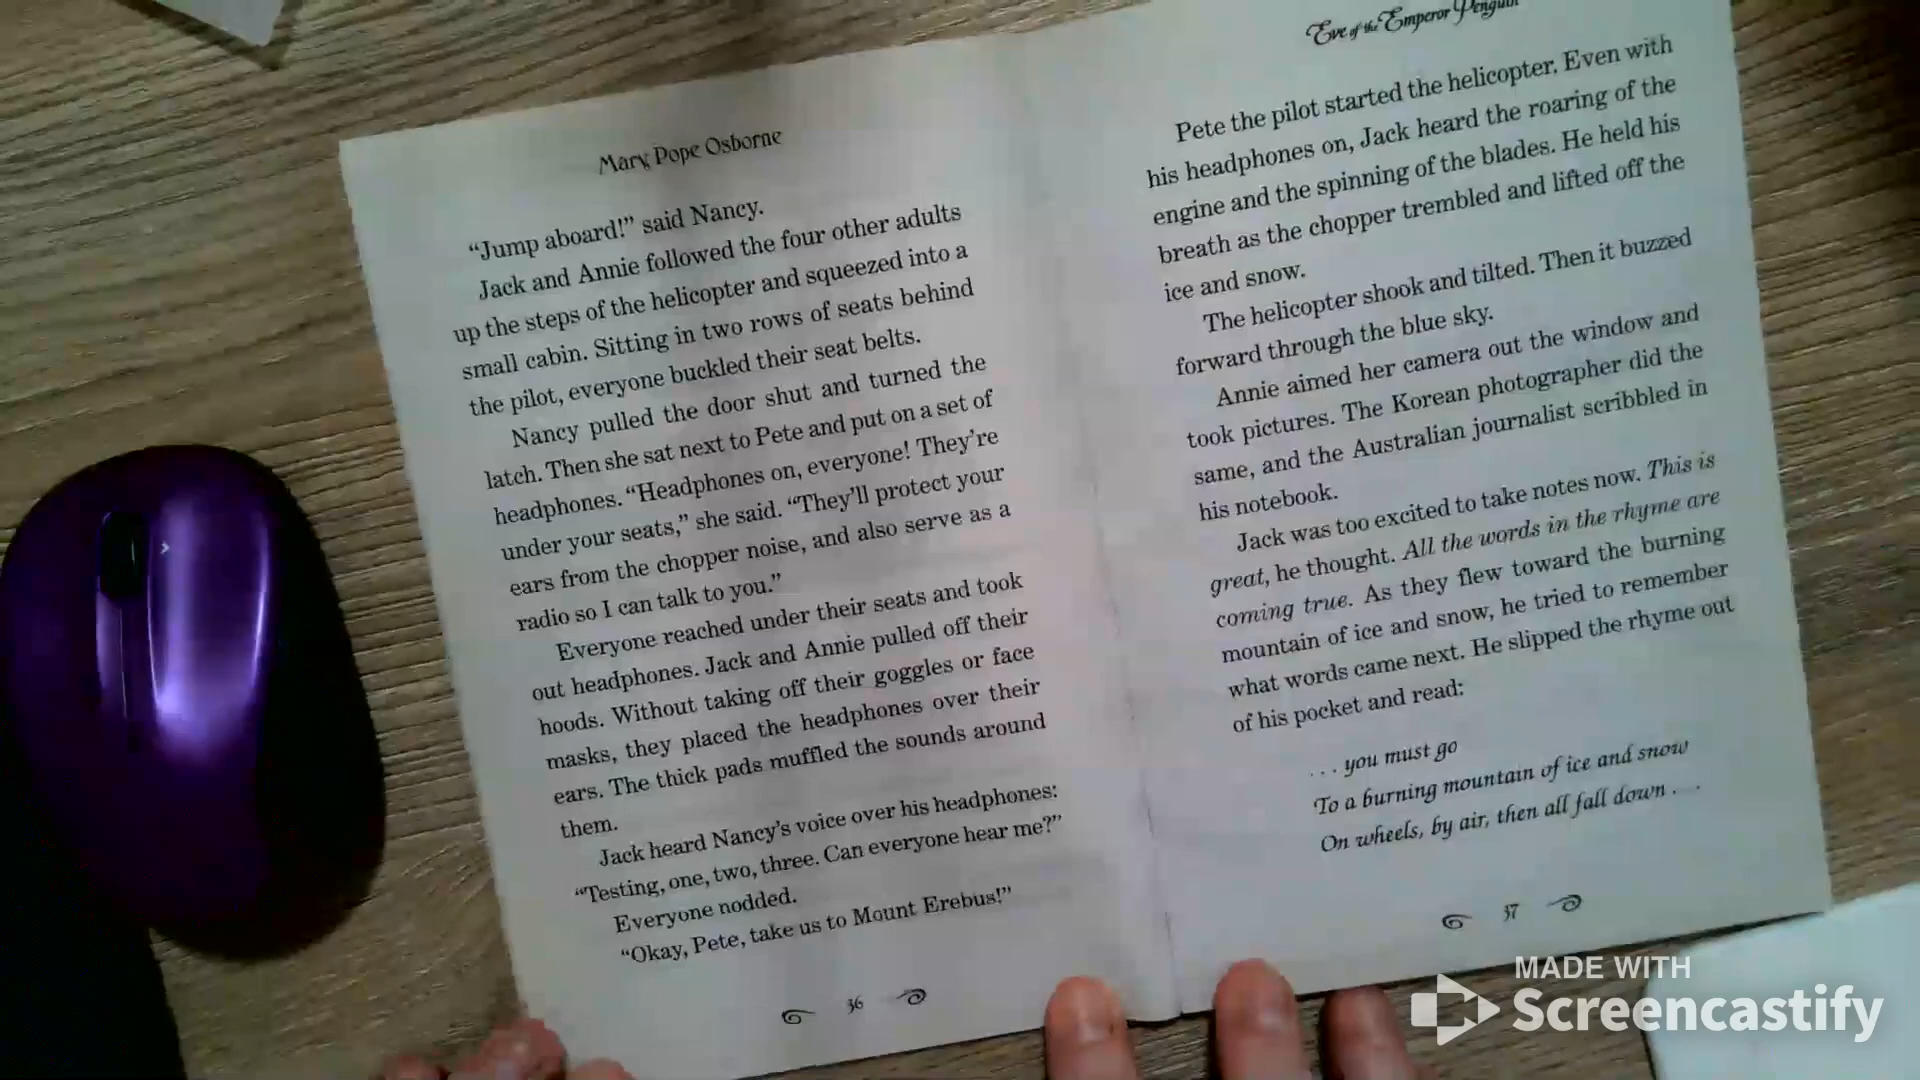 Mary Pope Osborne
“Jump aboard!” said Nancy.
Jack and Annie followed the four other adults
up the steps of the helicopter and squeezed into a
small cabin. Sitting in two rows of seats behind
the pilot, everyone buckled their seat belts.
Nancy pulled the door shut and turned the
latch. Then she sat next to Pete and put on a set of
headphones. “Headphones on, everyone! They’re
under your seats,” she said. “They’ll protect your
ears from the chopper noise, and also serve as a
radio so I can talk to you.”
Everyone reached under their seats and took
out headphones. Jack and Annie pulled off their
hoods. Without taking off their goggles or face
masks, they placed the headphones over their
ears. The thick pads muffled the sounds around
them.
Jack heard Nancy’s voice over his headphones:
“Testing, one, two, three. Can everyone hear me?”
Everyone nodded.
“Okay, Pete, take us to Mount Erebus!”
36
Eve of the Emperor Penguin
Pete the pilot started the helicopter. Even with
his headphones on, Jack heard the roaring of the
engine and the spinning of the blades. He held his
breath as the chopper trembled and lifted off the
ice and snow.
The helicopter shook and tilted. Then it buzzed
forward through the blue sky.
Annie aimed her camera out the window and
took pictures. The Korean photographer did the
same, and the Australian journalist scribbled in
his notebook.
Jack was too excited to take notes now. This is
great, he thought. All the words in the rhyme are
coming true. As they flew toward the burning
mountain of ice and snow, he tried to remember
what words came next. He slipped the rhyme out
of his pocket and read:
. . . you must go
To a burning mountain of ice and snow
On wheels, by air, then all fall down . . .
37
MADE WITH
Screencastify